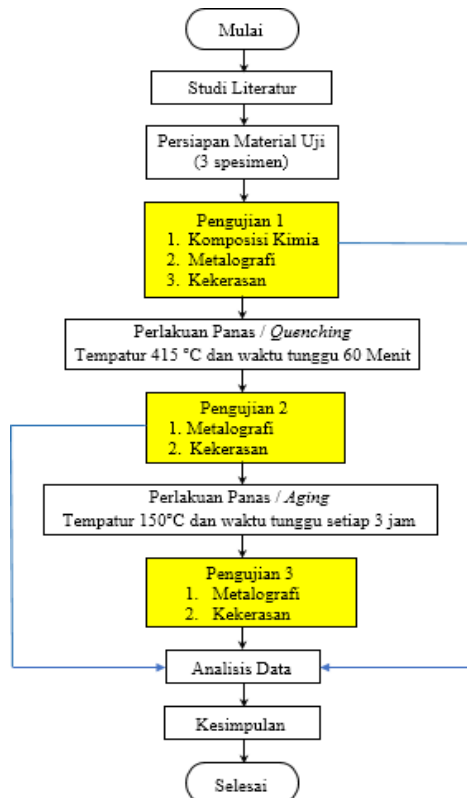 Mulai
Studi Literatur
Persiapan Material Uji
(3 spesimen)
Pengujian 1
1. Komposisi Kimia
2. Metalografi
3. Kekerasan
Perlakuan Panas / Quenching
Tempatur 415 °C dan waktu tunggu 60 Menit
Pengujian 2
1. Metalografi
2. Kekerasan
Perlakuan Panas / Aging
Tempatur 150°C dan waktu tunggu setiap 3 jam
Pengujian 3
1. Metalografi
2. Kekerasan
Analisis Data
Kesimpulan
Selesai